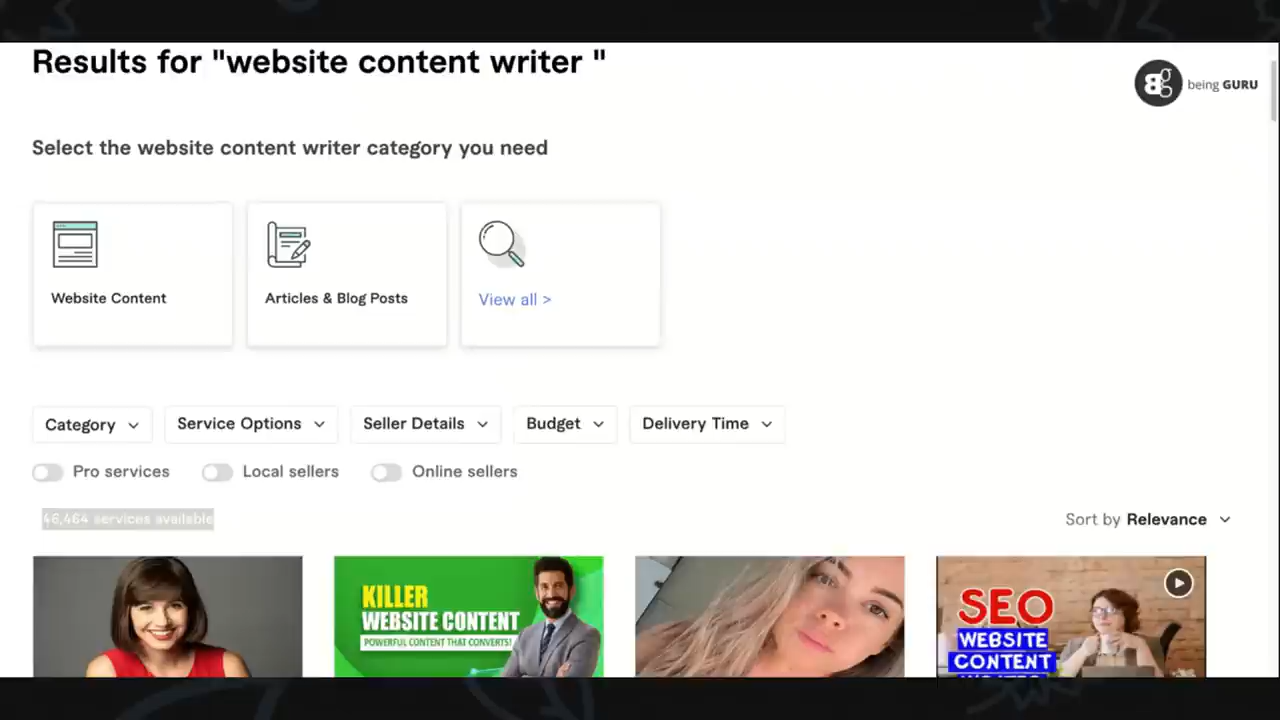 Results for "website content writer "
being GURU
Select the website content writer category you need
Website Content
Articles & Blog Posts
View all >
Category
Service Options
Seller Details
Budget
Delivery Time
Pro services
Local sellers
Online sellers
46,464 services available
Sort by Relevance
KILLER
WEBSITE CONTENT
POWERFUL CONTENT THAT CONVERTS!
SEO
WEBSITE
CONTENT